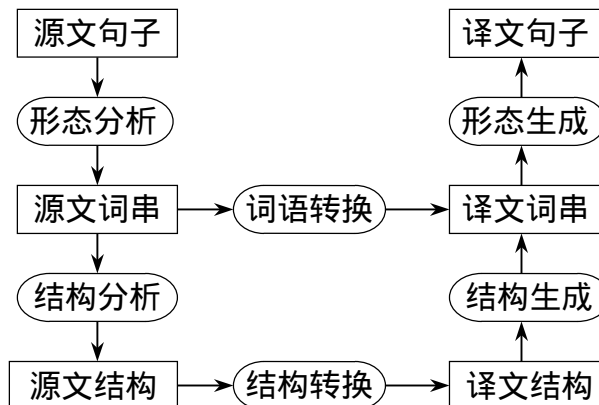 源文句子
译文句子
形态分析
形态生成
源文词串
词语转换
译文词串
结构分析
结构生成
源文结构
结构转换
译文结构